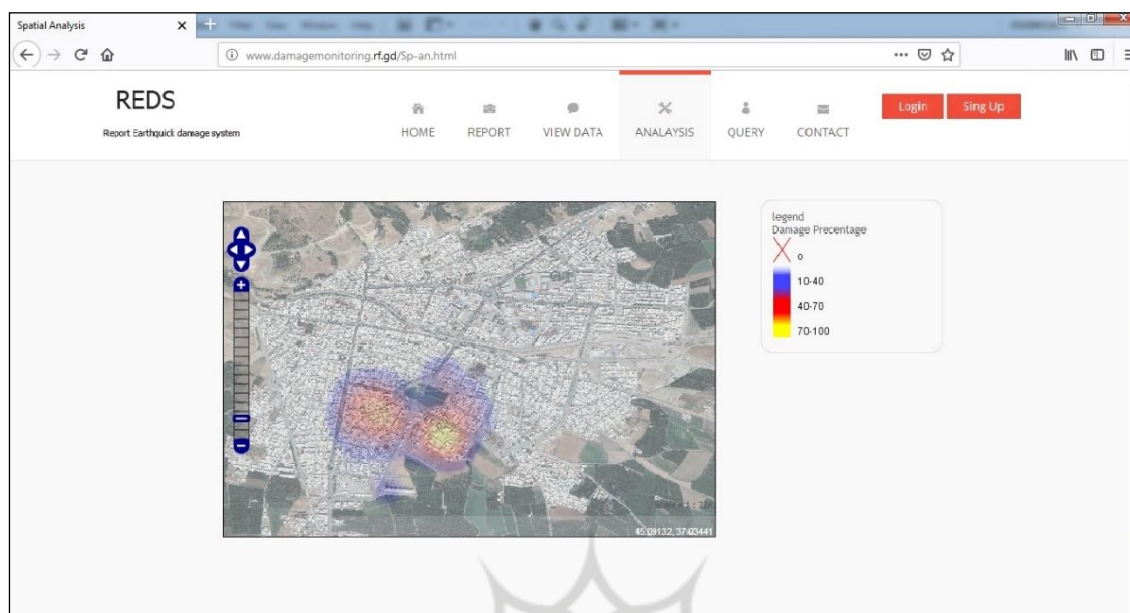 Spatial Analysis
www.damagemonitoring.rf.gd/Sp-an.html
REDS
Report Earthquick damage system
HOME
REPORT
VIEW DATA
ANALAYSIS
QUERY
CONTACT
Login
Sing Up
legend
Damage Precentage
0
10-40
40-70
70-100
45.09132, 37.03441